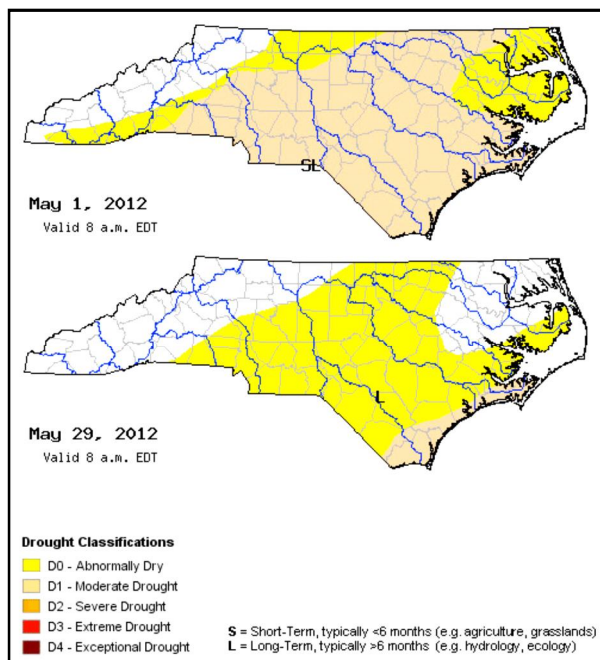 SL
May 1, 2012
Valid 8 a.m. EDT
L
May 29, 2012
Valid 8 a.m. EDT
Drought Classifications
D0 - Abnormally Dry
D1 - Moderate Drought
D2 - Severe Drought
D3 - Extreme Drought
D4 - Exceptional Drought
S = Short-Term, typically <6 months (e.g. agriculture, grasslands)
L = Long-Term, typically >6 months (e.g. hydrology, ecology)